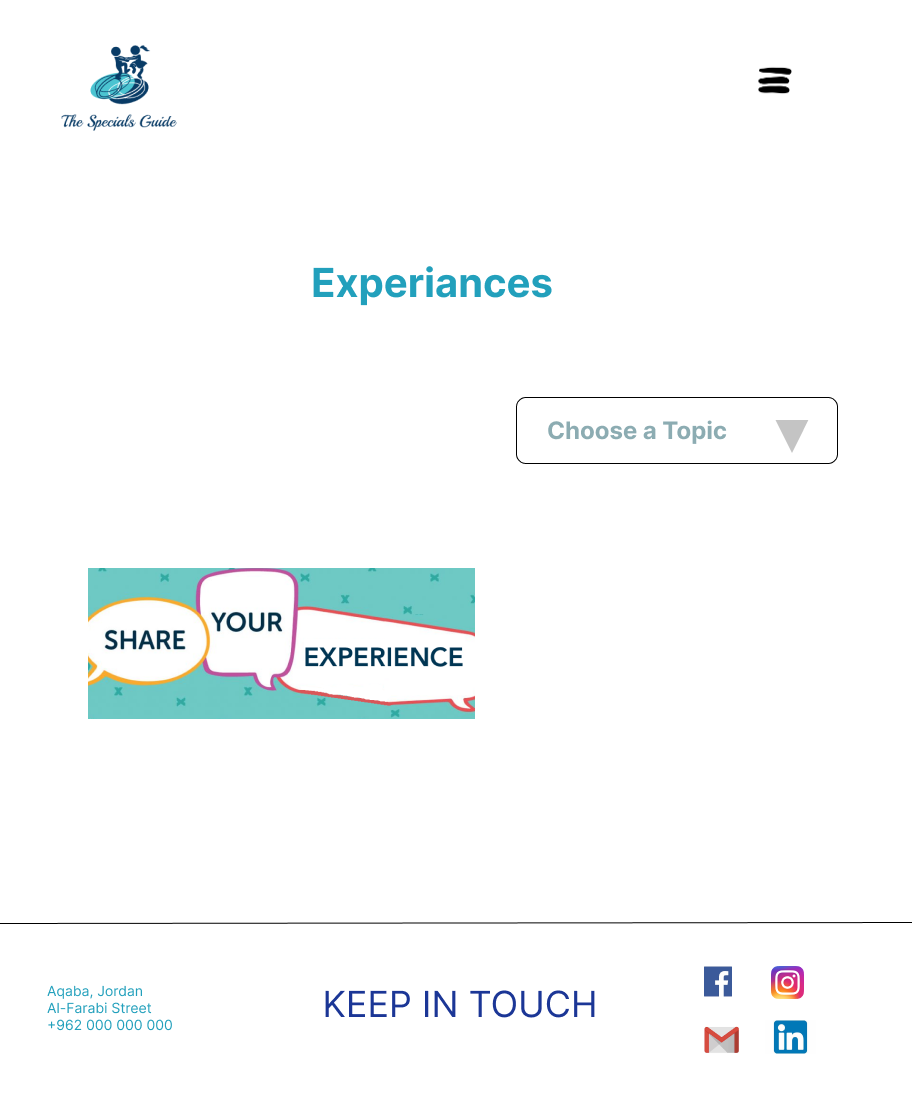 The Specials Guide
Experiances
Choose a Topic
SHARE
YOUR
EXPERIENCE
Aqaba, Jordan
Al-Farabi Street
+962 000 000 000
KEEP IN TOUCH